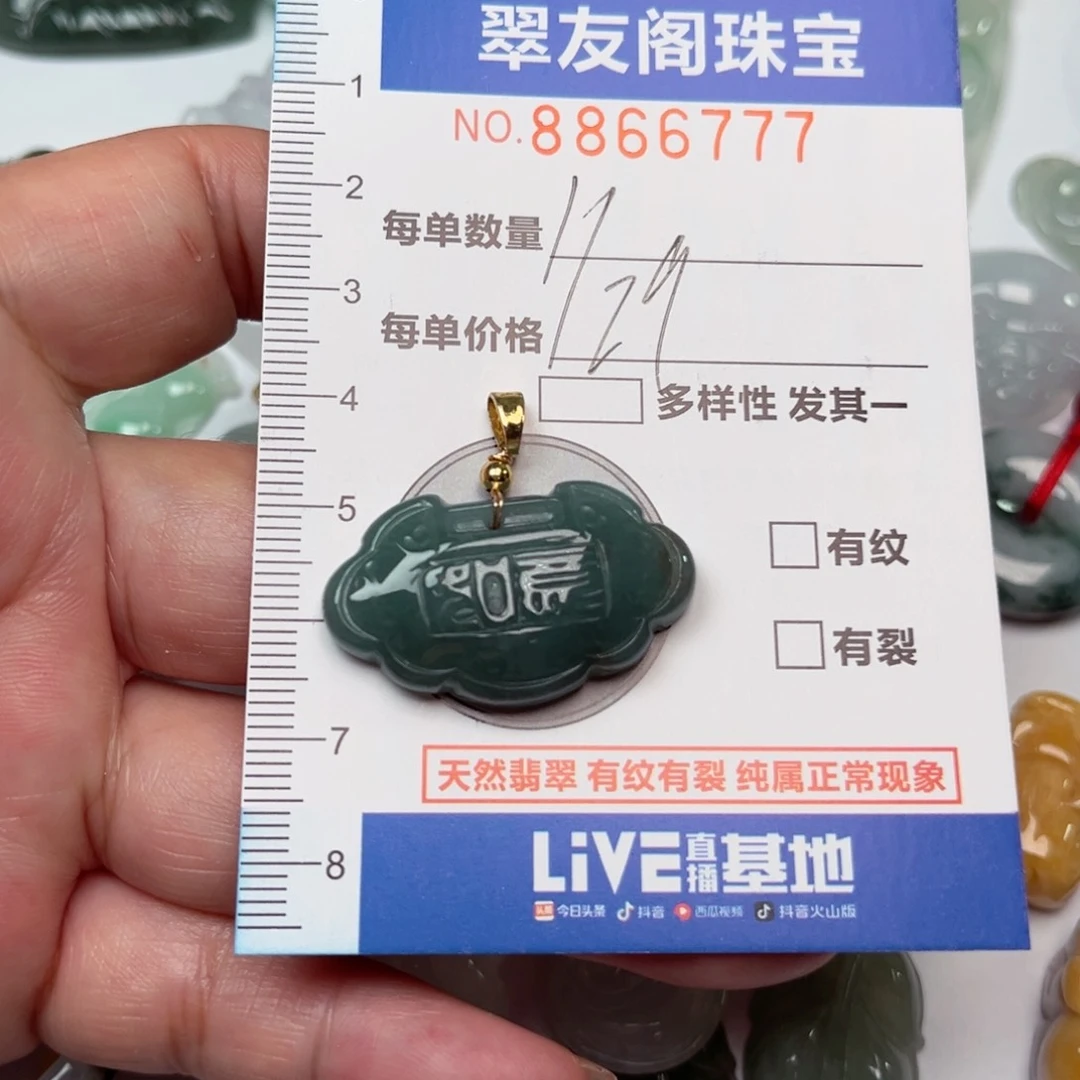 翠友阁珠宝
NO.8866777
每单数量 11
每单价格 129
多样性 发其一
有纹
有裂
天然翡翠 有纹有裂 纯属正常现象
LiVE直播基地
头条 今日头条 抖音 西瓜视频 抖音火山版
1
2
3
4
5
7
8